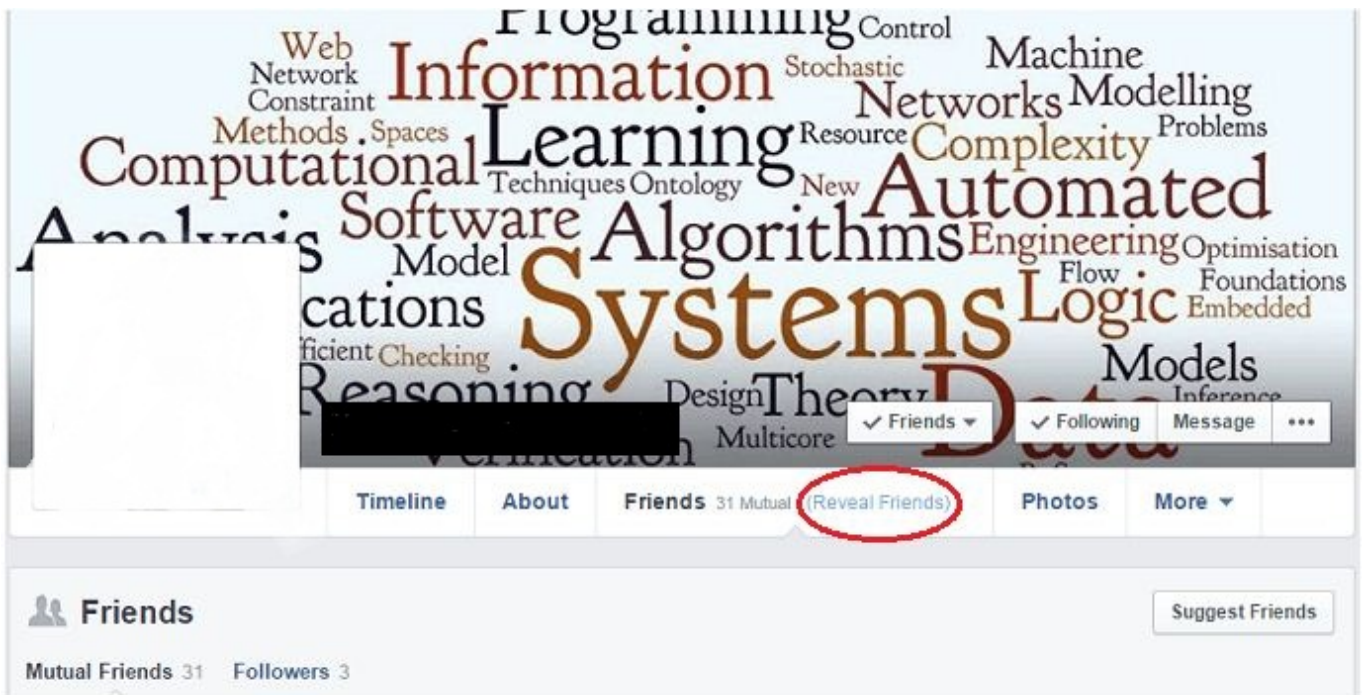 Programming Control
Web
Network
Constraint
Information
Stochastic
Machine
Networks Modelling
Methods Spaces
Learning
Resource
Complexity
Problems
Computational
Techniques Ontology
New
Automated
Analysis
Software
Algorithms
Engineering
Optimisation
Model
Systems
Flow
Logic
Foundations
Embedded
cations
ficient Checking
Models
Reasoning
Design
Theory
Data
Inference
Multicore
Verification
✓ Friends
✓ Following
Message
•••
Timeline
About
Friends 31 Mutual (Reveal Friends)
Photos
More
Friends
Suggest Friends
Mutual Friends 31 Followers 3